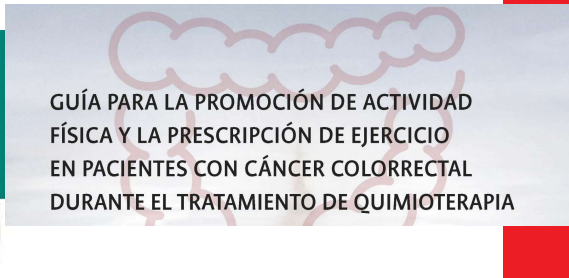 GUÍA PARA LA PROMOCIÓN DE ACTIVIDAD
FÍSICA Y LA PRESCRIPCIÓN DE EJERCICIO
EN PACIENTES CON CÁNCER COLORRECTAL
DURANTE EL TRATAMIENTO DE QUIMIOTERAPIA